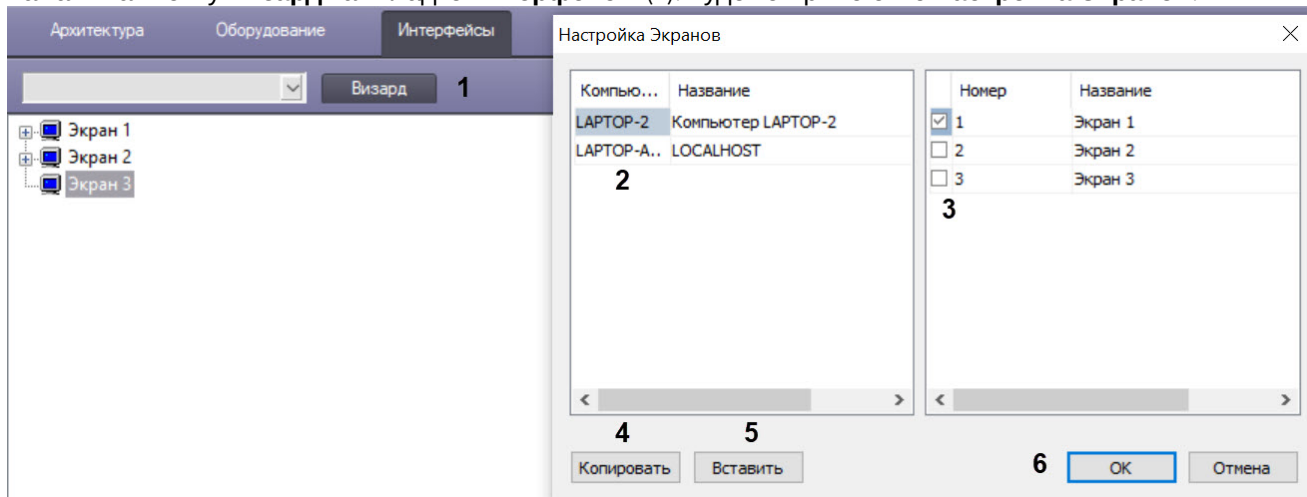 Архитектура Оборудование Интерфейсы
Визард 1
Экран 1
Экран 2
Экран 3
Настройка Экранов
Компью... Название
LAPTOP-2 Компьютер LAPTOP-2
LAPTOP-A.. LOCALHOST
2
Номер Название
1 Экран 1
2 Экран 2
3 Экран 3
3
4 5
Копировать Вставить
6 OK Отмена